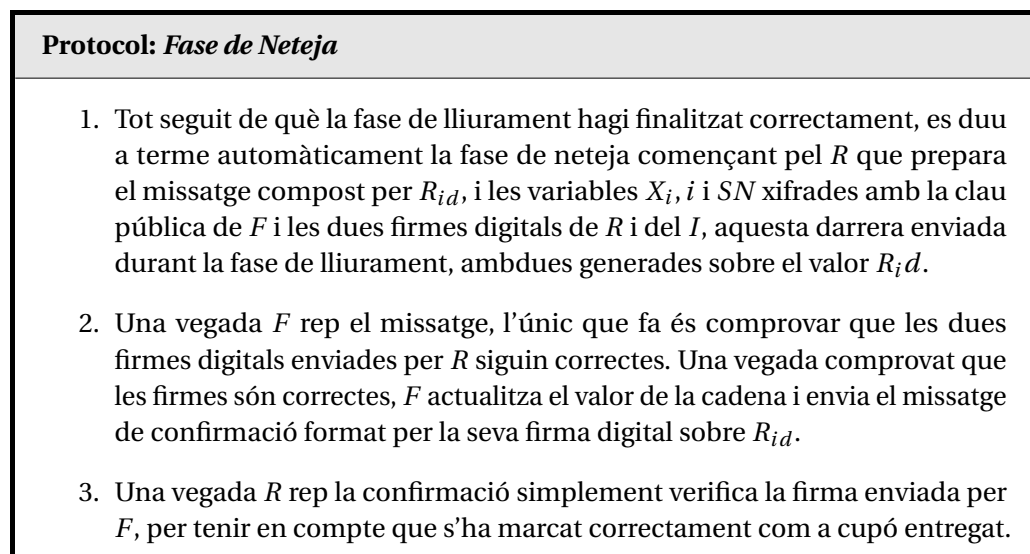 Protocol: Fase de Neteja
1. Tot seguit de què la fase de lliurament hagi finalitzat correctament, es duu
a terme automàticament la fase de neteja començant pel R que prepara
el missatge compost per R_{id}, i les variables X_i, i i SN xifrades amb la clau
pública de F i les dues firmes digitals de R i del I, aquesta darrera enviada
durant la fase de lliurament, ambdues generades sobre el valor R_id.
2. Una vegada F rep el missatge, l'únic que fa és comprovar que les dues
firmes digitals enviades per R siguin correctes. Una vegada comprovat que
les firmes són correctes, F actualitza el valor de la cadena i envia el missatge
de confirmació format per la seva firma digital sobre R_{id}.
3. Una vegada R rep la confirmació simplement verifica la firma enviada per
F, per tenir en compte que s'ha marcat correctament com a cupó entregat.